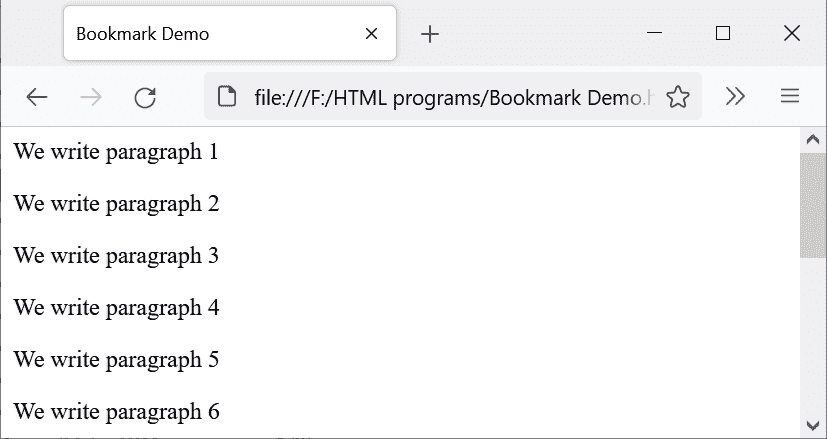 Bookmark Demo
file:///F:/HTML programs/Bookmark Demo.h
We write paragraph 1
We write paragraph 2
We write paragraph 3
We write paragraph 4
We write paragraph 5
We write paragraph 6